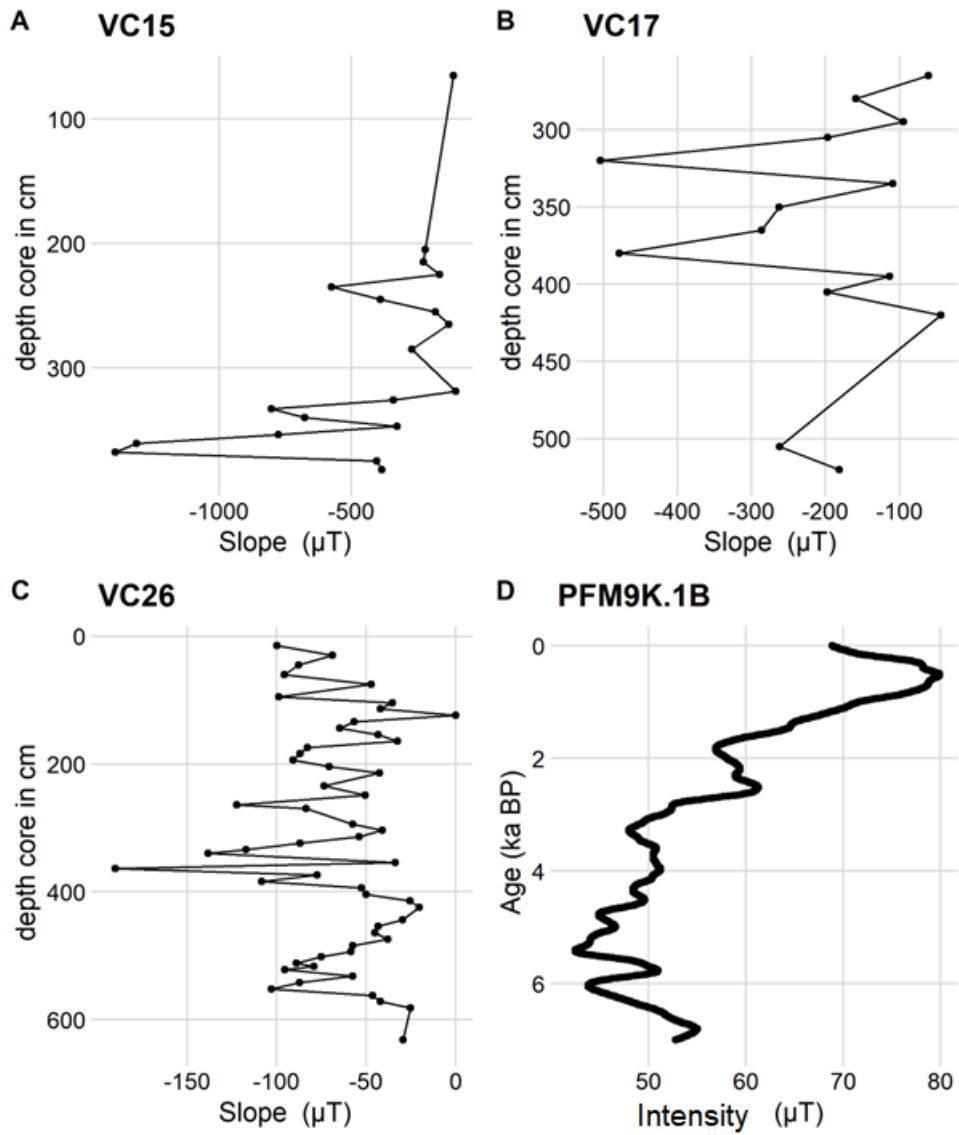 A VC15
depth core in cm
100
200
300
-1000 -500
Slope (μT)
B VC17
depth core in cm
300
350
400
450
500
-500 -400 -300 -200 -100
Slope (μT)
C VC26
depth core in cm
0
200
400
600
-150 -100 -50 0
Slope (μT)
D PFM9K.1B
Age (ka BP)
0
2
4
6
50 60 70 80
Intensity (μT)